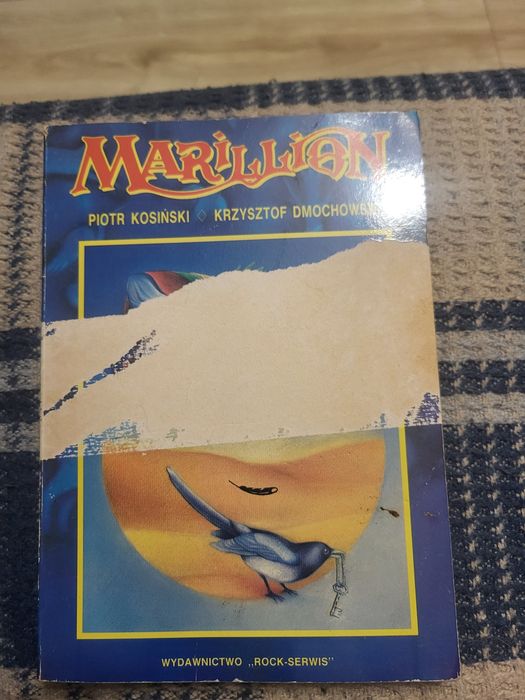 MARILLION
PIOTR KOSIŃSKI ◇ KRZYSZTOF DMOCHOWSKI
WYDAWNICTWO „ROCK-SERWIS"